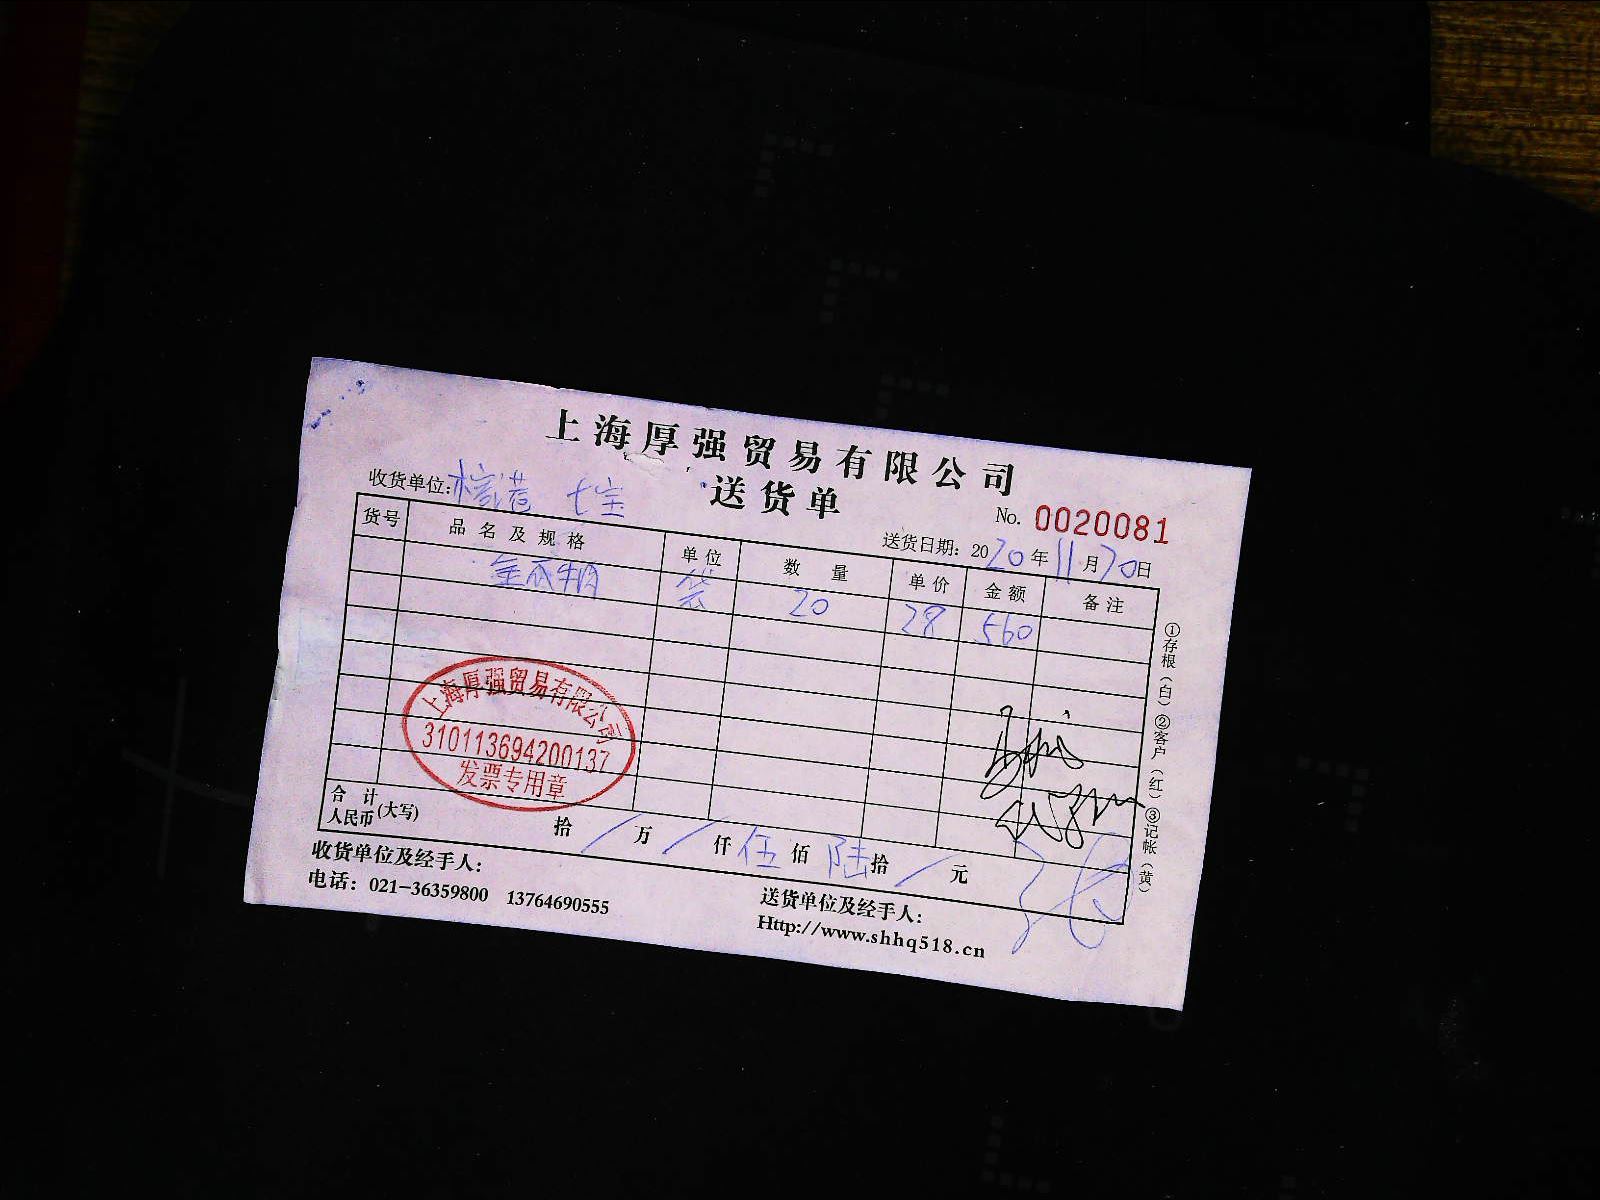 上海厚强贸易有限公司
送货单
收货单位: 七宝
No. 0020081
送货日期: 2020年11月20日
货号 品名及规格 单位 数量 单价 金额 备注
袋 20 28 560
上海厚强贸易有限公司
310113694200137
发票专用章
合计
人民币(大写) 拾 / 万 / 仟 伍 佰 陆 拾 / 元
收货单位及经手人:
送货单位及经手人:
电话: 021-36359800 13764690555
Http://www.shhq518.cn
①存根(白) ②客户(红) ③记帐(黄)